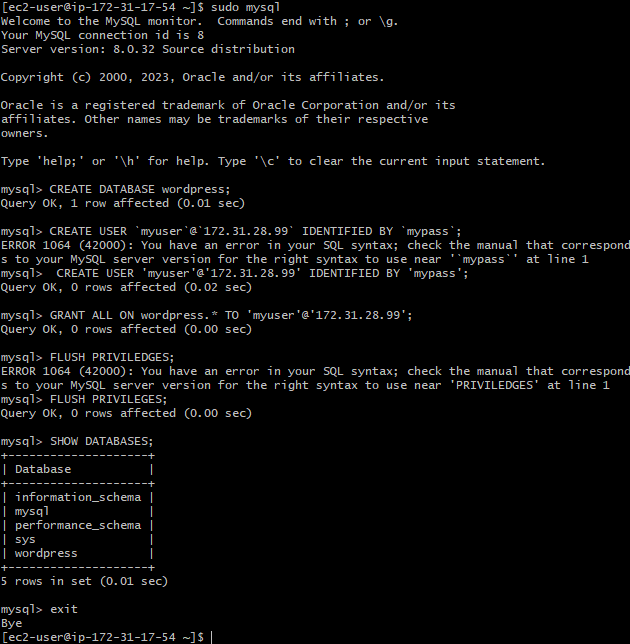 [ec2-user@ip-172-31-17-54 ~]$ sudo mysql
Welcome to the MySQL monitor.  Commands end with ; or \g.
Your MySQL connection id is 8
Server version: 8.0.32 Source distribution
Copyright (c) 2000, 2023, Oracle and/or its affiliates.
Oracle is a registered trademark of Oracle Corporation and/or its
affiliates. Other names may be trademarks of their respective
owners.
Type 'help;' or '\h' for help. Type '\c' to clear the current input statement.
mysql> CREATE DATABASE wordpress;
Query OK, 1 row affected (0.01 sec)
mysql> CREATE USER `myuser`@`172.31.28.99` IDENTIFIED BY `mypass`;
ERROR 1064 (42000): You have an error in your SQL syntax; check the manual that correspond
s to your MySQL server version for the right syntax to use near '`mypass`' at line 1
mysql>  CREATE USER 'myuser'@'172.31.28.99' IDENTIFIED BY 'mypass';
Query OK, 0 rows affected (0.02 sec)
mysql> GRANT ALL ON wordpress.* TO 'myuser'@'172.31.28.99';
Query OK, 0 rows affected (0.00 sec)
mysql> FLUSH PRIVILEDGES;
ERROR 1064 (42000): You have an error in your SQL syntax; check the manual that correspond
s to your MySQL server version for the right syntax to use near 'PRIVILEDGES' at line 1
mysql> FLUSH PRIVILEGES;
Query OK, 0 rows affected (0.00 sec)
mysql> SHOW DATABASES;
+--------------------+
| Database           |
+--------------------+
| information_schema |
| mysql              |
| performance_schema |
| sys                |
| wordpress          |
+--------------------+
5 rows in set (0.01 sec)
mysql> exit
Bye
[ec2-user@ip-172-31-17-54 ~]$